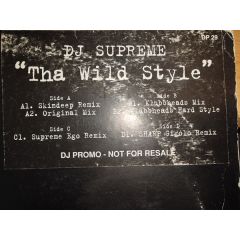 DP 29
DJ SUPREME
"Tha Wild Style"
Side A
A1. Skindeep Remix
A2. Original Mix
Side B
B1. Klubbheads Mix
B2. Klubbheads Hard Style
Side C
C1. Supreme Ego Remix
Side D
D1. SHARP Gigolo Remix
DJ PROMO - NOT FOR RESALE